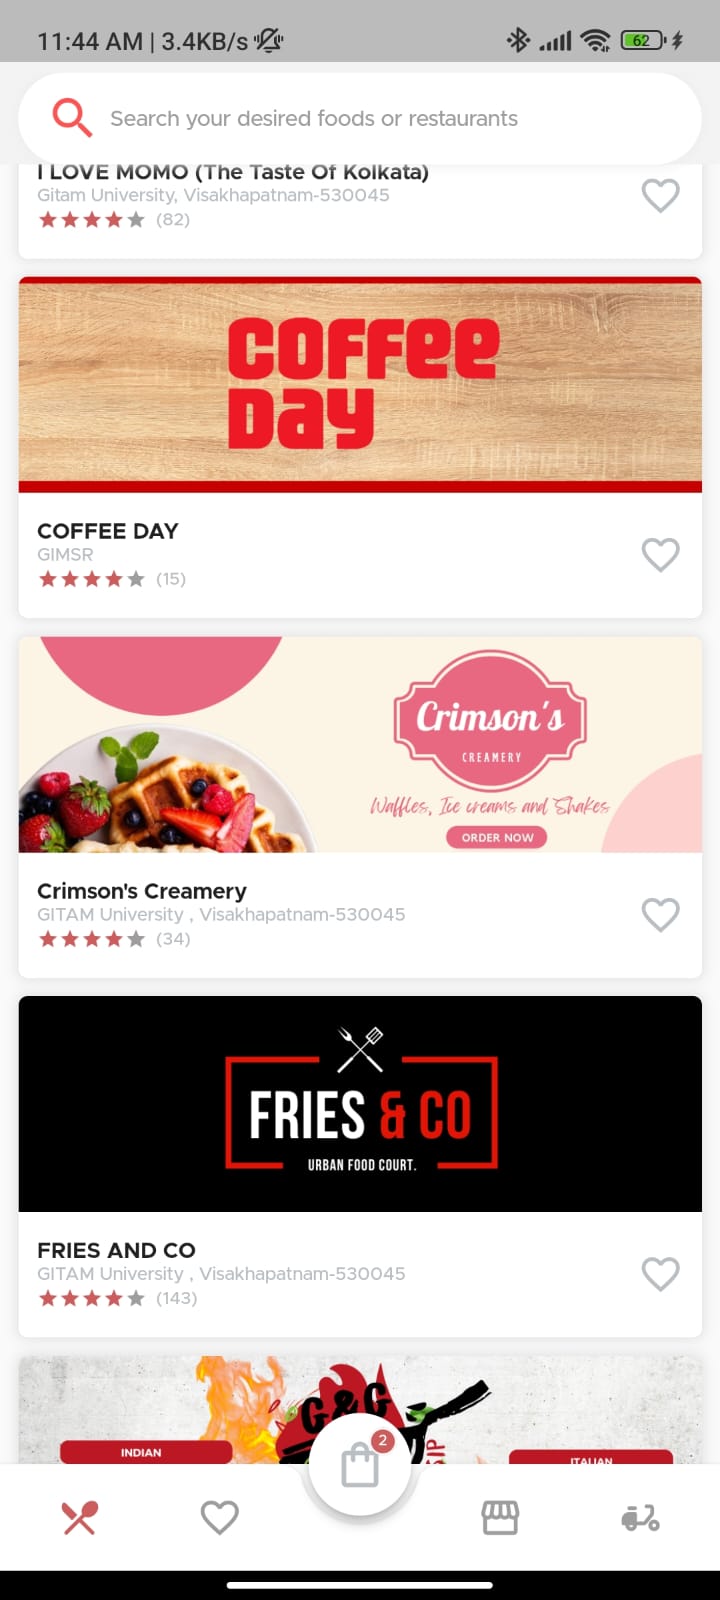 11:44 AM | 3.4KB/s
62
Search your desired foods or restaurants
I LOVE MOMO (The Taste Of Kolkata)
Gitam University, Visakhapatnam-530045
(82)
COFFEE
DAY
COFFEE DAY
GIMSR
(15)
Crimson's
CREAMERY
Waffles, Ice creams and Shakes
ORDER NOW
Crimson's Creamery
GITAM University , Visakhapatnam-530045
(34)
FRIES & CO
URBAN FOOD COURT.
FRIES AND CO
GITAM University , Visakhapatnam-530045
(143)
G&G
INDIAN
ITALIAN
2